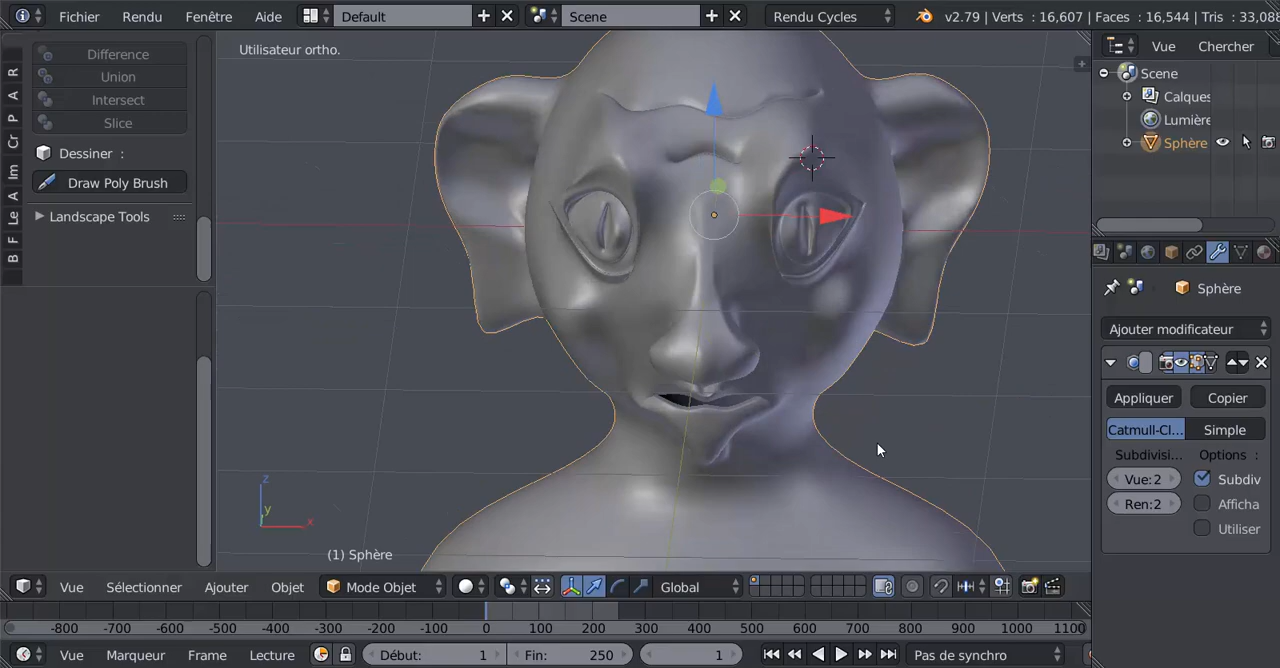 Fichier Rendu Fenêtre Aide Default Scene Rendu Cycles v2.79 | Verts : 16,607 | Faces : 16,544 | Tris : 33,088
Utilisateur ortho.
Difference
Union
Intersect
Slice
Dessiner :
Draw Poly Brush
Landscape Tools
R
A
P
Cr
Im
A
Le
F
B
z
y
x
(1) Sphère
Vue Chercher
Scene
Calques
Lumière
Sphère
Sphère
Ajouter modificateur
Appliquer Copier
Catmull-Cl... Simple
Subdivisi... Options :
Vue: 2 Subdiv
Ren: 2 Afficha
Utiliser
Vue Sélectionner Ajouter Objet Mode Objet Global
-800 -700 -600 -500 -400 -300 -200 -100 0 100 200 300 400 500 600 700 800 900 1000 1100
Vue Marqueur Frame Lecture Début: 1 Fin: 250 1 Pas de synchro